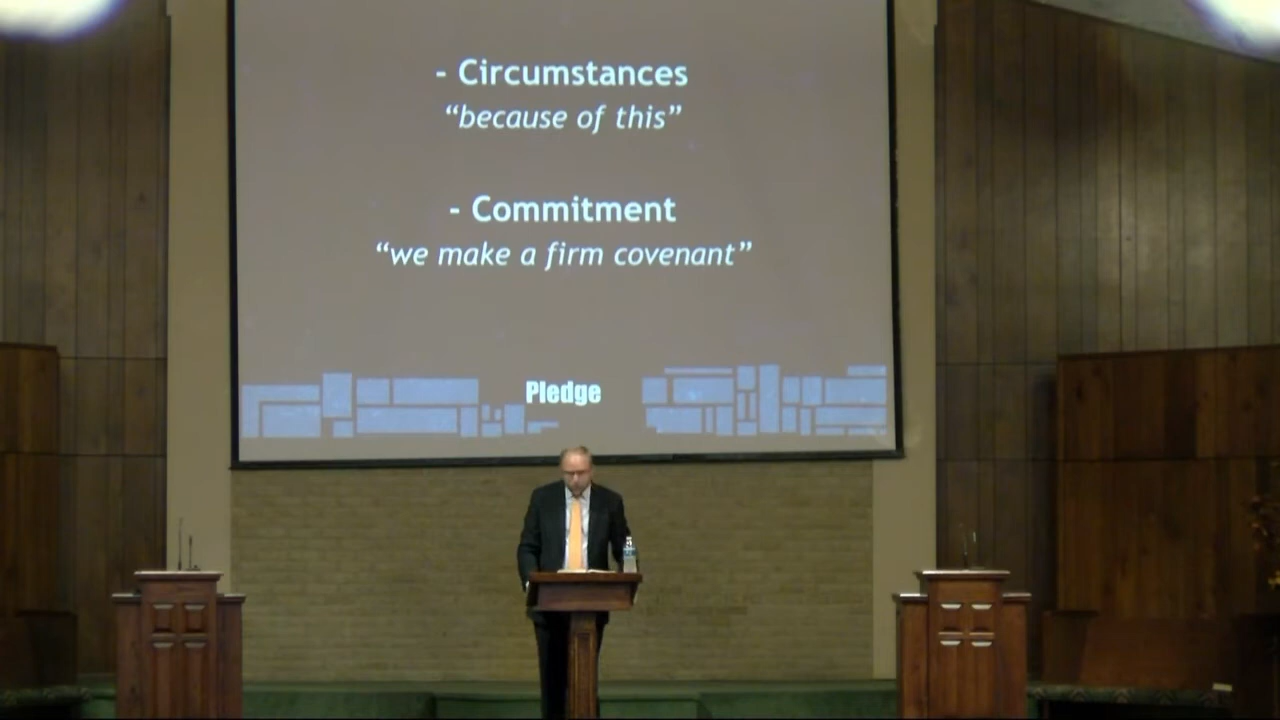 - Circumstances
“because of this”
- Commitment
“we make a firm covenant”
Pledge